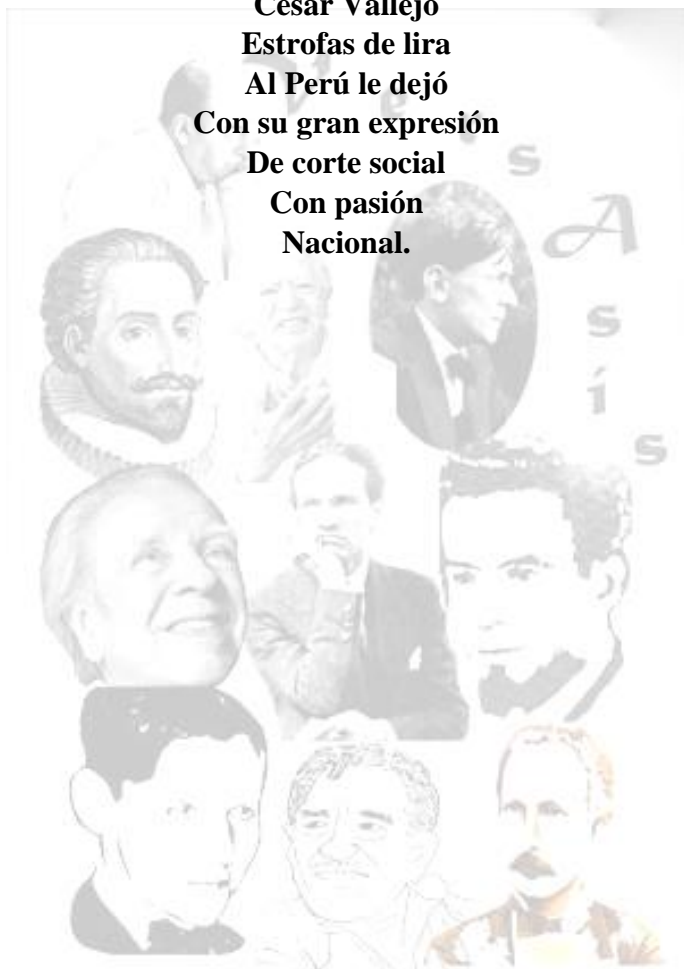 César Vallejo
Estrofas de lira
Al Perú le dejó
Con su gran expresión
De corte social
Con pasión
Nacional.
s
A
s
í
s